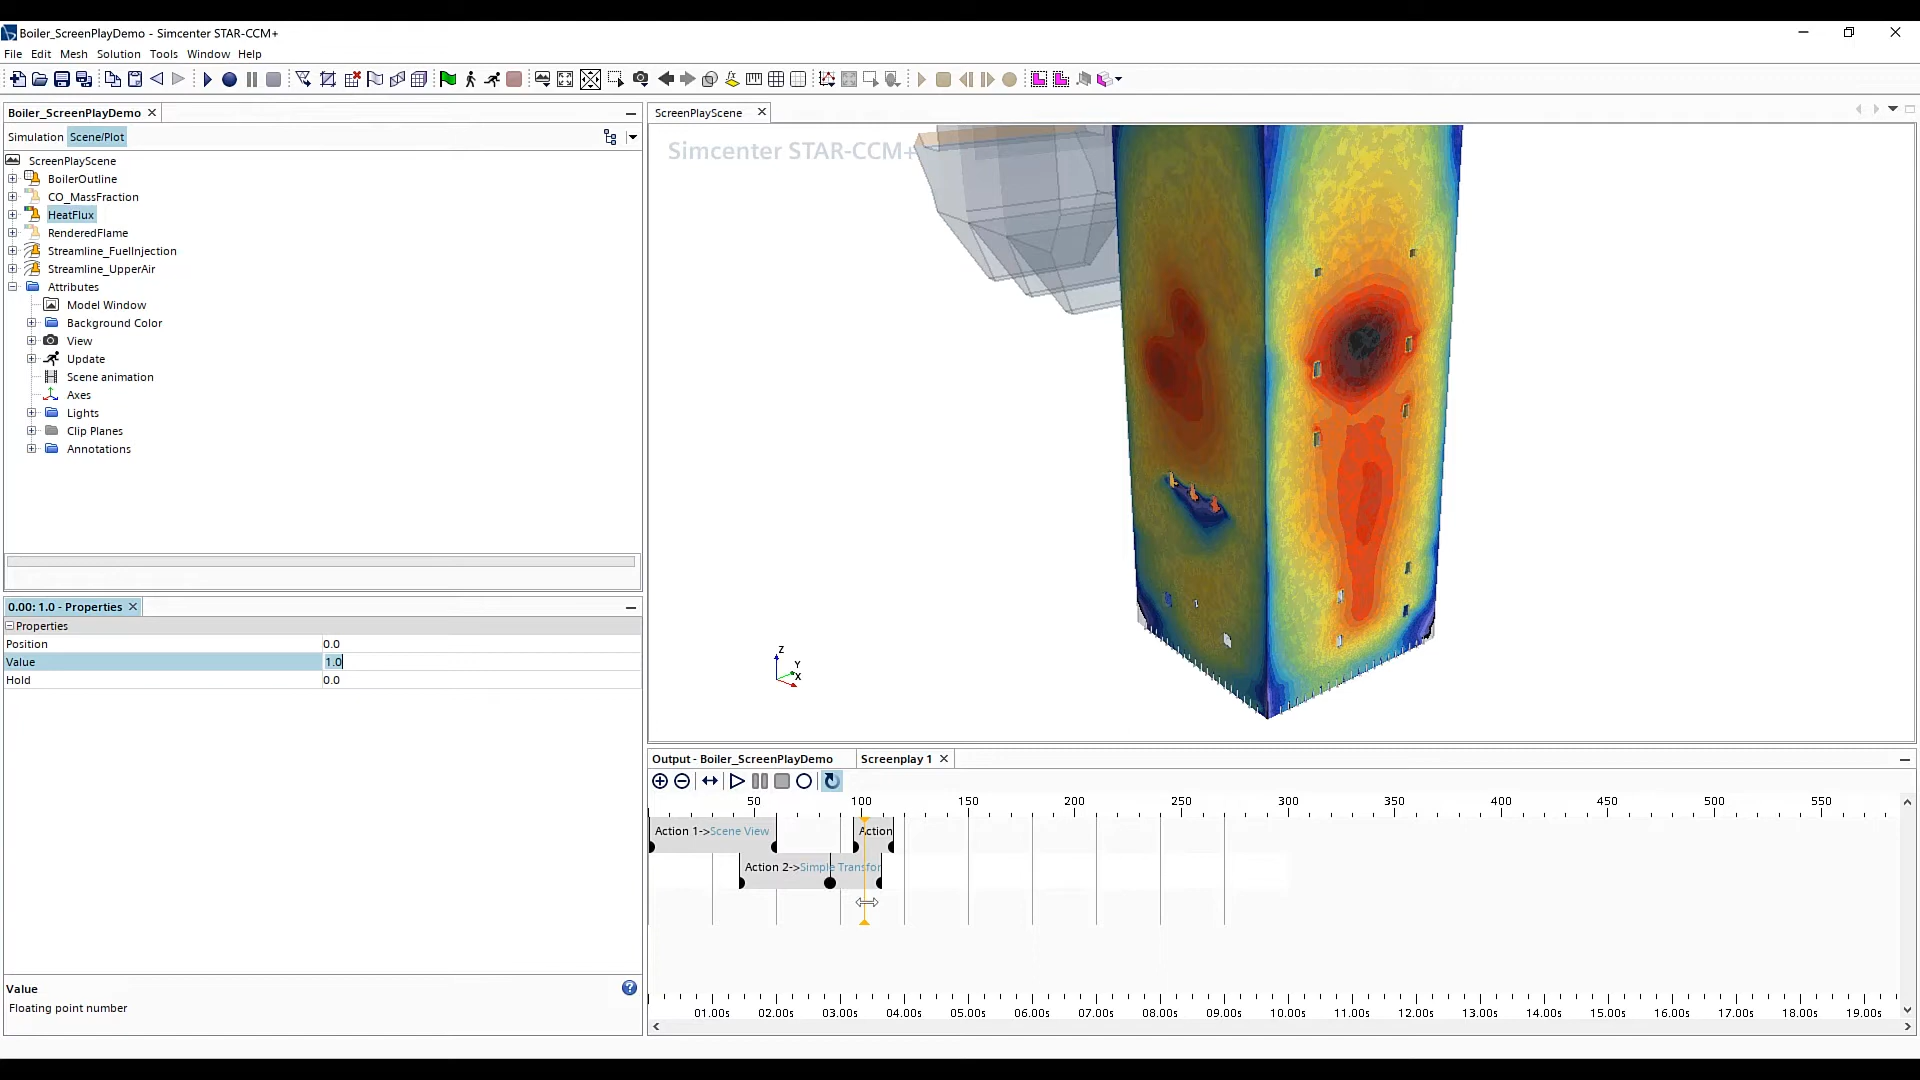 Boiler_ScreenPlayDemo - Simcenter STAR-CCM+
File Edit Mesh Solution Tools Window Help
Boiler_ScreenPlayDemo
Simulation Scene/Plot
ScreenPlayScene
BoilerOutline
CO_MassFraction
HeatFlux
RenderedFlame
Streamline_FuelInjection
Streamline_UpperAir
Attributes
Model Window
Background Color
View
Update
Scene animation
Axes
Lights
Clip Planes
Annotations
0.00: 1.0 - Properties
Properties
Position 0.0
Value 1.0
Hold 0.0
Value
Floating point number
ScreenPlayScene
Simcenter STAR-CCM+
Z
Y
X
Output - Boiler_ScreenPlayDemo Screenplay 1
50 100 150 200 250 300 350 400 450 500 550
Action 1->Scene View Action
Action 2->Simple Transfor
01.00s 02.00s 03.00s 04.00s 05.00s 06.00s 07.00s 08.00s 09.00s 10.00s 11.00s 12.00s 13.00s 14.00s 15.00s 16.00s 17.00s 18.00s 19.00s